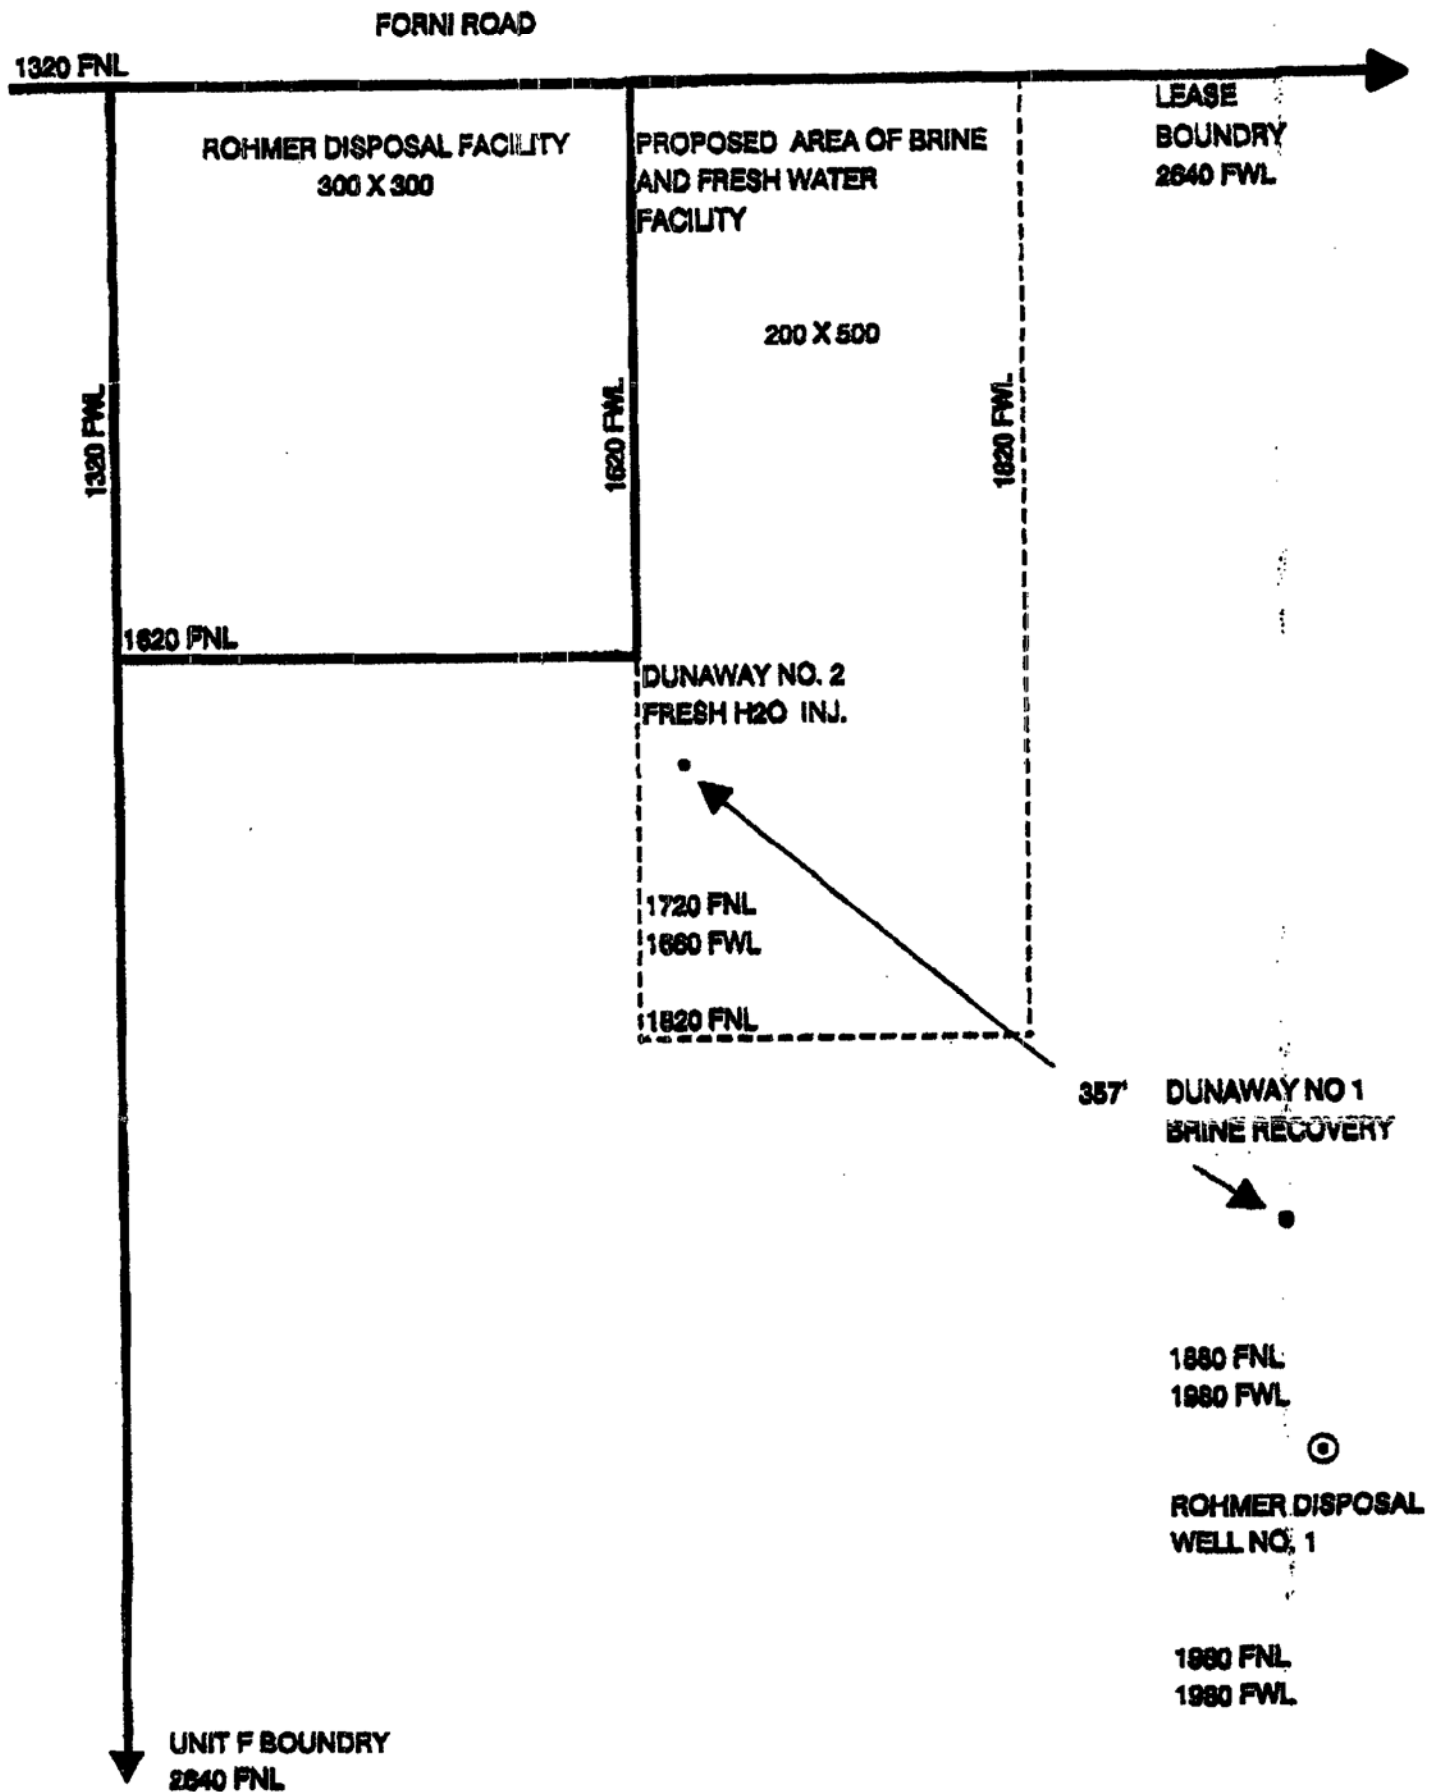 FORNI ROAD
1320 FNL
LEASE
BOUNDRY
2640 FWL
ROHMER DISPOSAL FACILITY
300 X 300
PROPOSED AREA OF BRINE
AND FRESH WATER
FACILITY
200 X 500
1320 FWL
1620 FWL
1820 FWL
1620 FNL
DUNAWAY NO. 2
FRESH H2O INJ.
1720 FNL
1660 FWL
1820 FNL
357'
DUNAWAY NO 1
BRINE RECOVERY
1880 FNL
1980 FWL
ROHMER DISPOSAL
WELL NO. 1
1980 FNL
1980 FWL
UNIT F BOUNDRY
2640 FNL